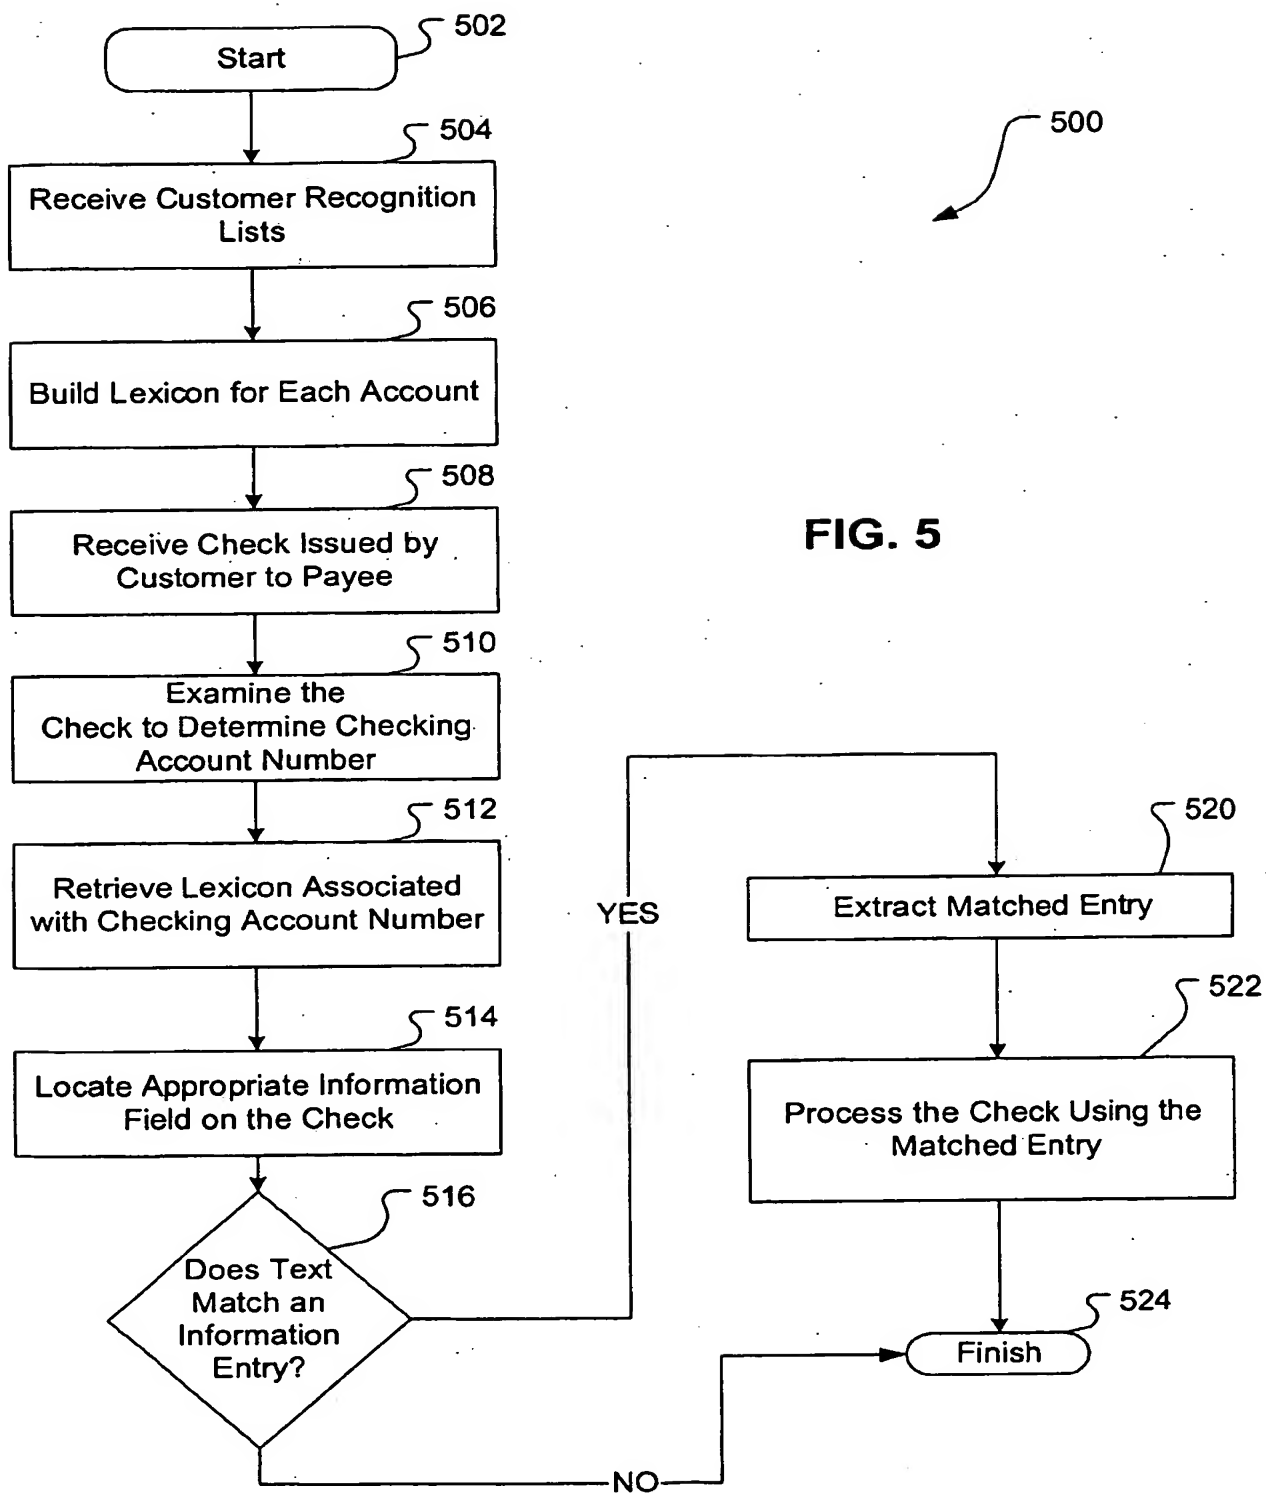 502
Start
504
500
Receive Customer Recognition
Lists
506
Build Lexicon for Each Account
508
Receive Check Issued by
Customer to Payee
FIG. 5
510
Examine the
Check to Determine Checking
Account Number
512
Retrieve Lexicon Associated
with Checking Account Number
514
Locate Appropriate Information
Field on the Check
516
Does Text
Match an
Information
Entry?
YES
520
Extract Matched Entry
522
Process the Check Using the
Matched Entry
524
Finish
NO